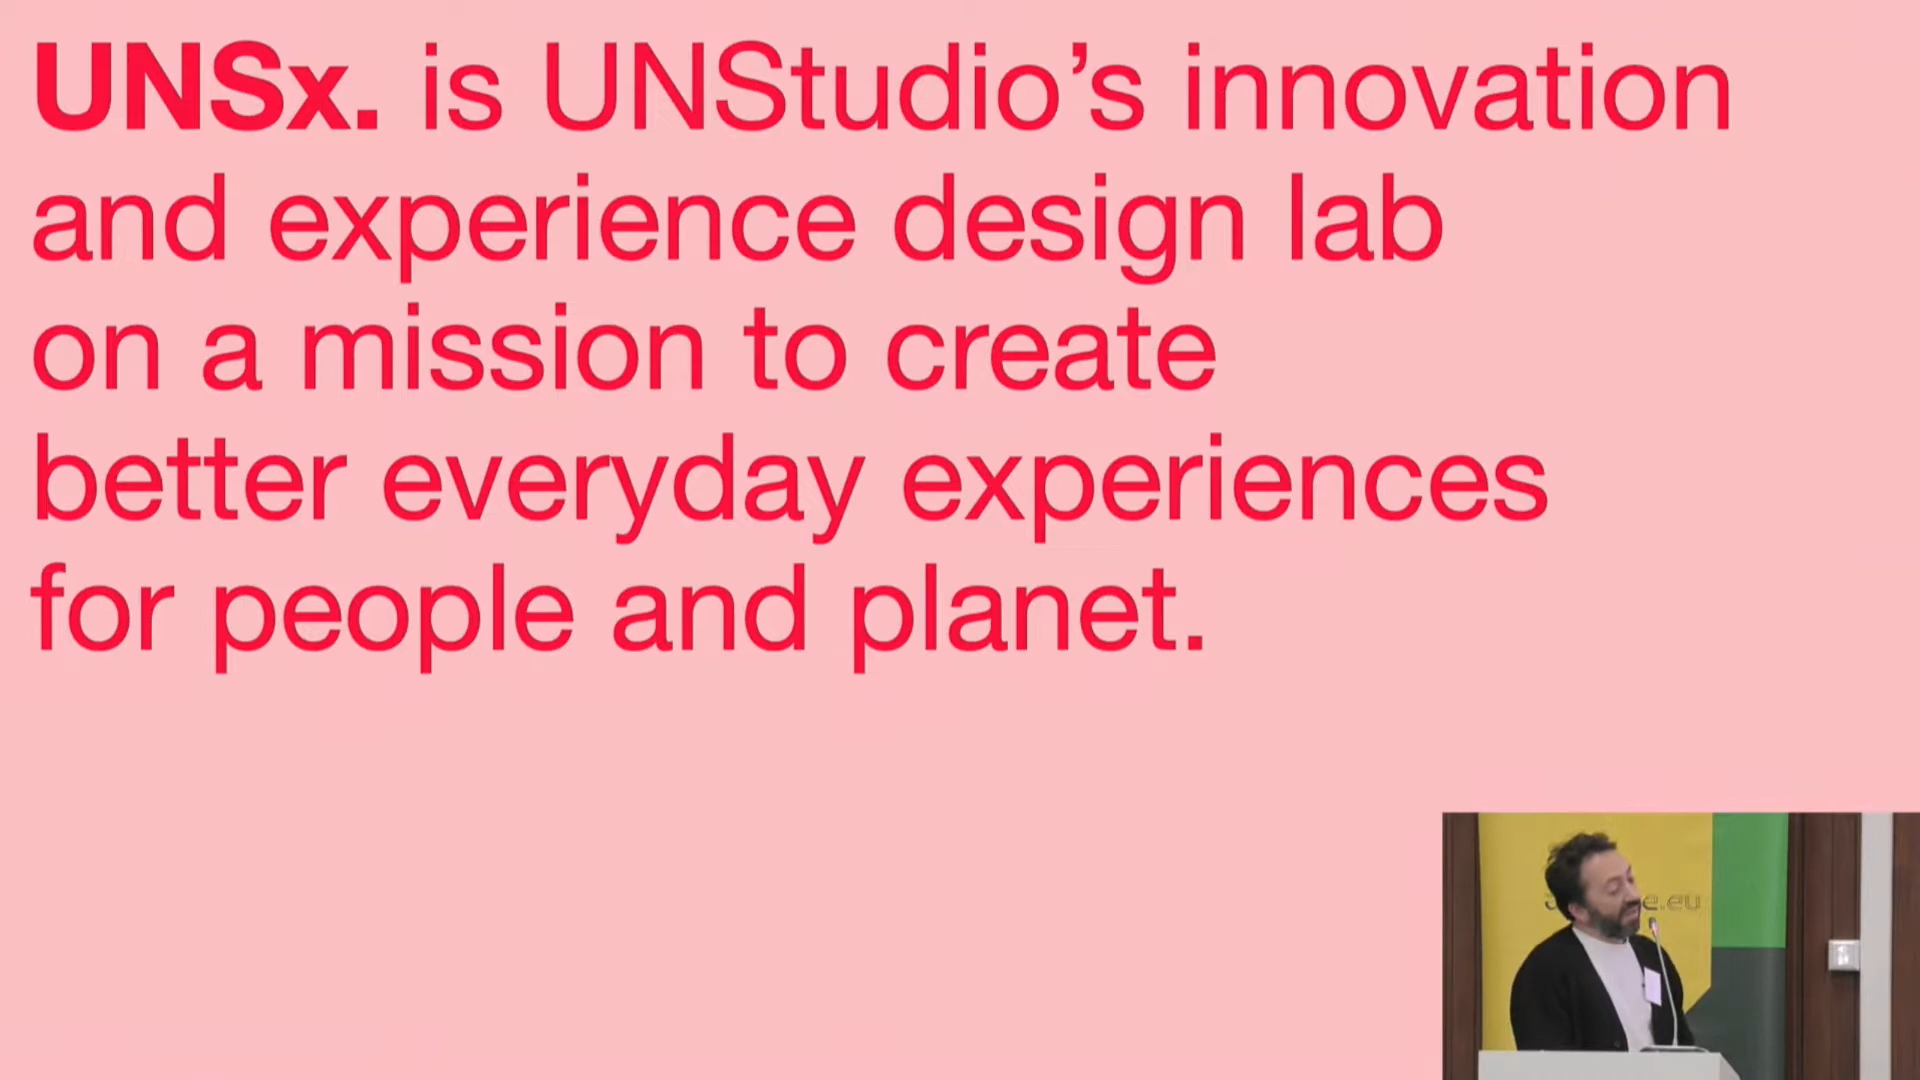 UNSx. is UNStudio’s innovation
and experience design lab
on a mission to create
better everyday experiences
for people and planet.